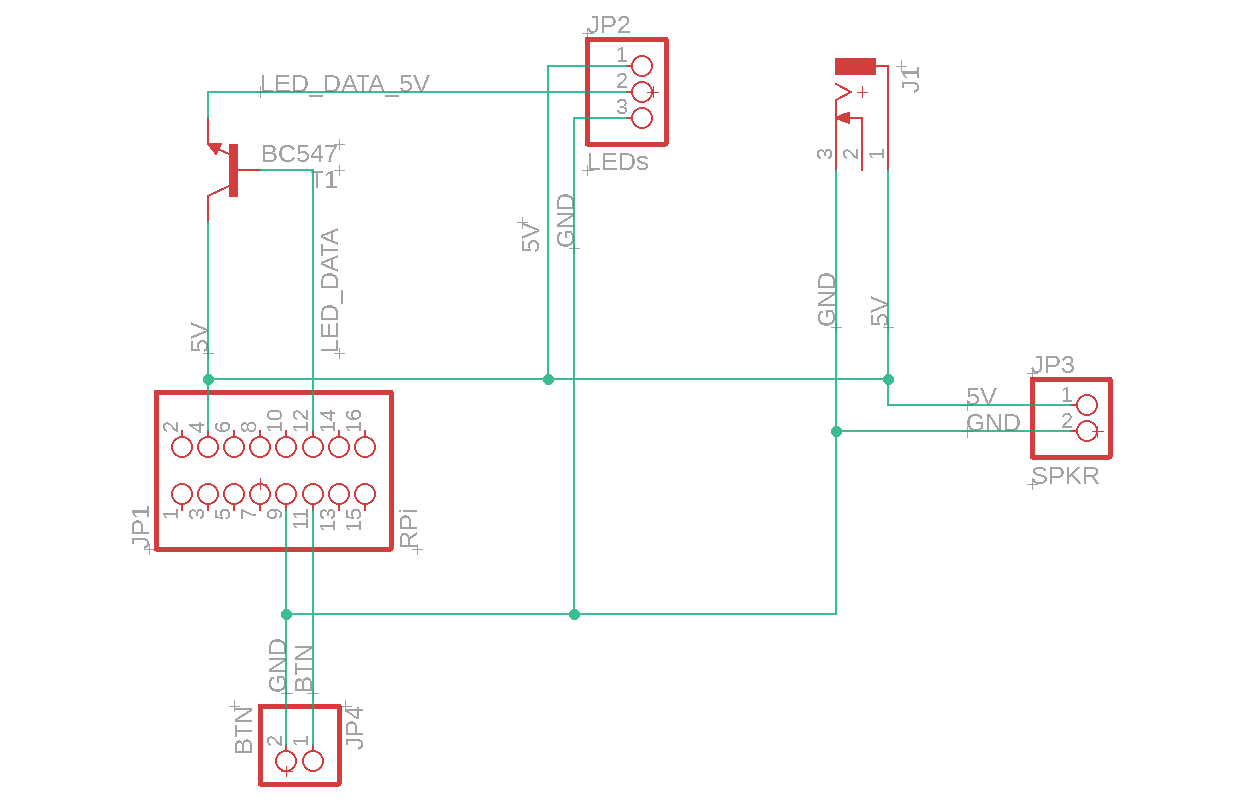 JP2
1
2
3
LEDs
LED_DATA_5V
BC547
T1
LED_DATA
5V
5V
GND
J1
3
2
1
GND
5V
JP3
5V
GND
1
2
SPKR
2 4 6 8 10 12 14 16
1 3 5 7 9 11 13 15
JP1
RPi
GND
BTN
BTN
2 1
JP4